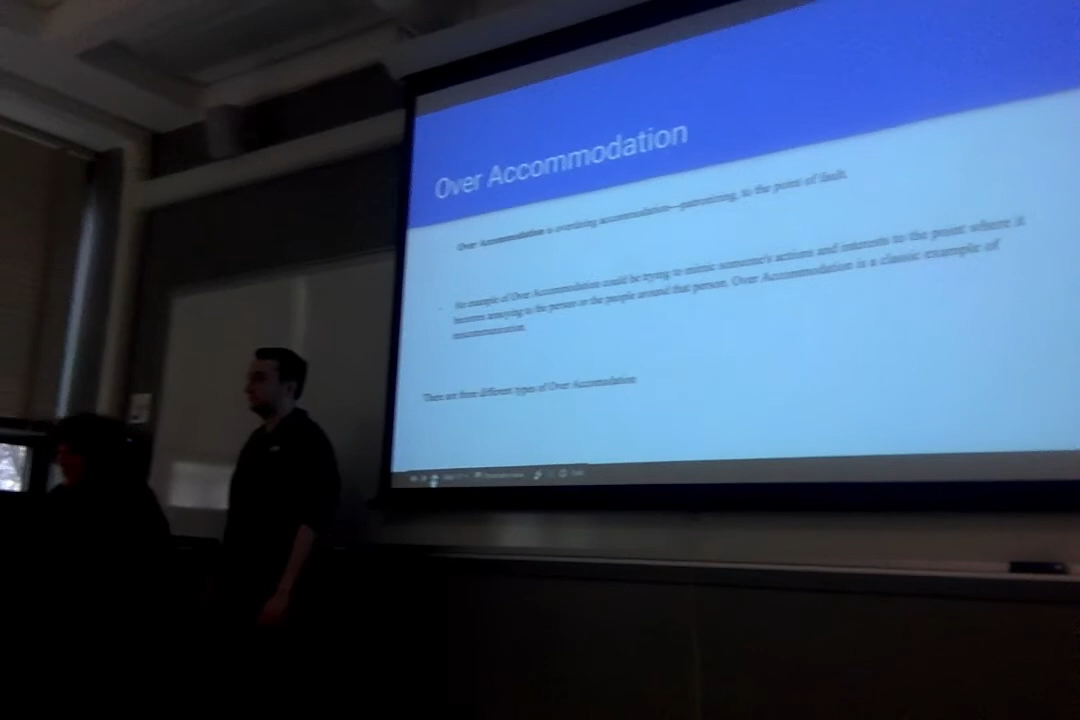 Over Accommodation
Over Accommodation is overdoing accommodation—patronizing, to the point of fault.
An example of Over Accommodation could be trying to mimic someone's actions and interests to the point where it
becomes annoying to the person or the people around that person. Over Accommodation is a classic example of
miscommunication.
There are three different types of Over Accomodation